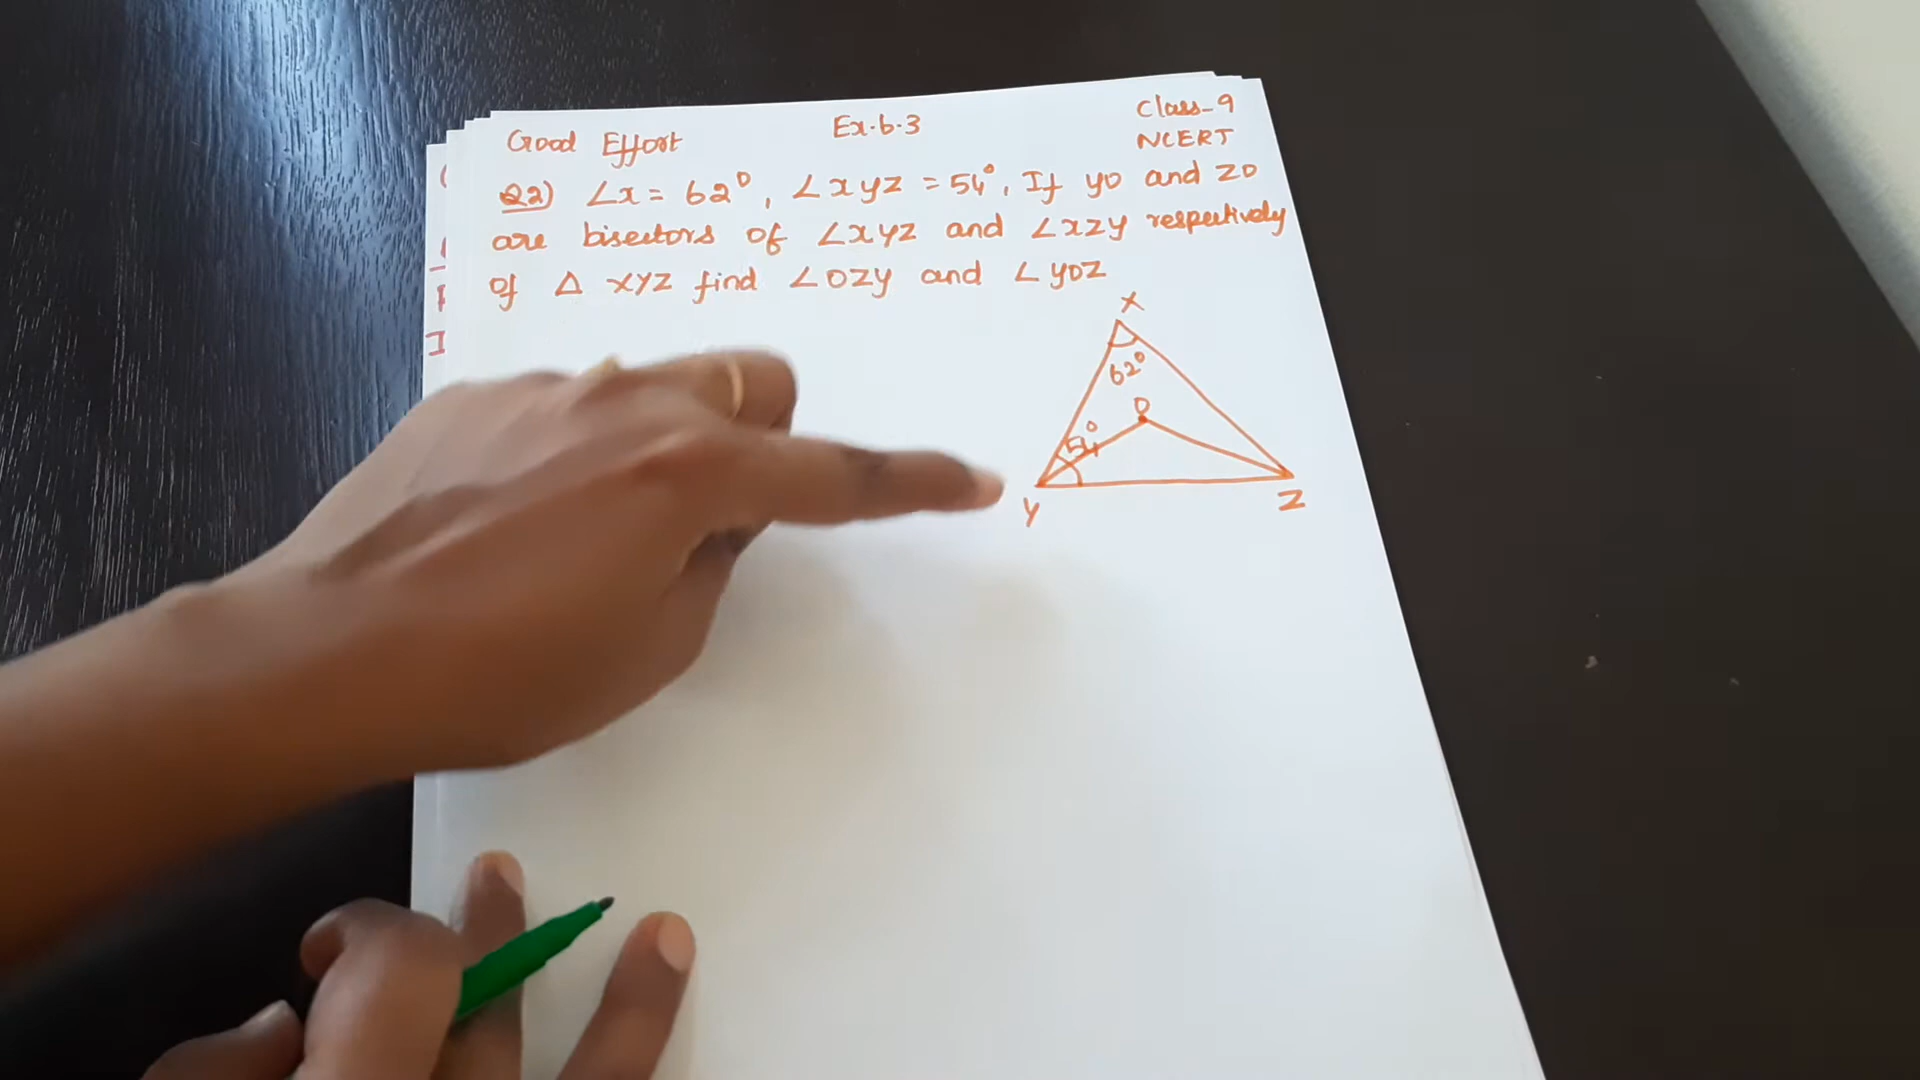 Good Effort
Ex.6.3
Class-9
NCERT
Q2) ∠x = 62°, ∠xyz = 54°, If yo and zo
are bisectors of ∠xyz and ∠xzy respectively
of △ XYZ find ∠OZY and ∠YOZ
X
62°
O
54°
Y
Z
I